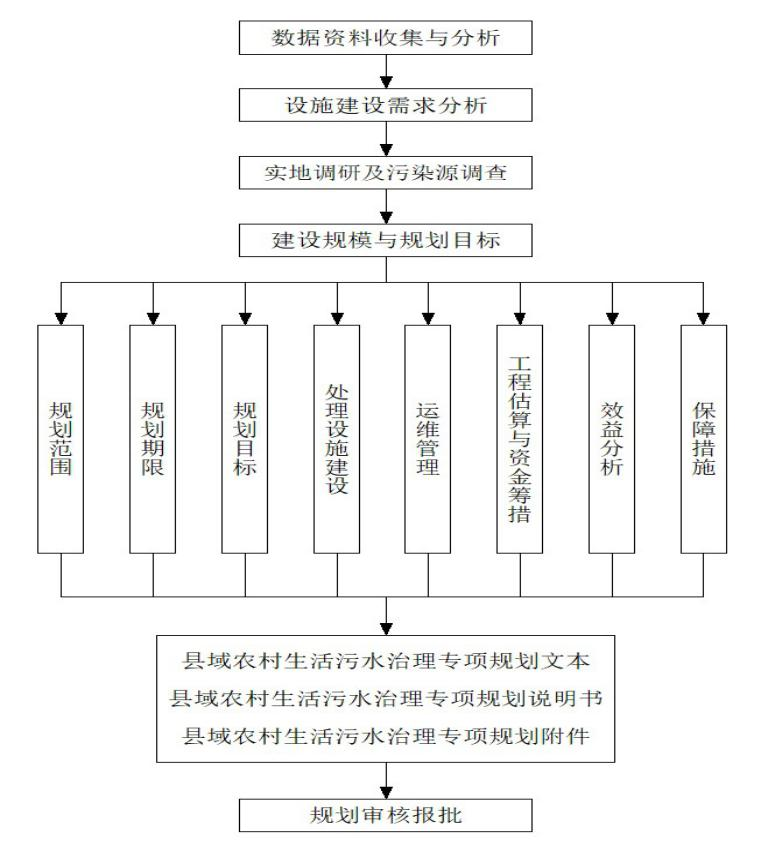 数据资料收集与分析
设施建设需求分析
实地调研及污染源调查
建设规模与规划目标
规划范围
规划期限
规划目标
处理设施建设
运维管理
工程估算与资金筹措
效益分析
保障措施
县域农村生活污水治理专项规划文本
县域农村生活污水治理专项规划说明书
县域农村生活污水治理专项规划附件
规划审核报批